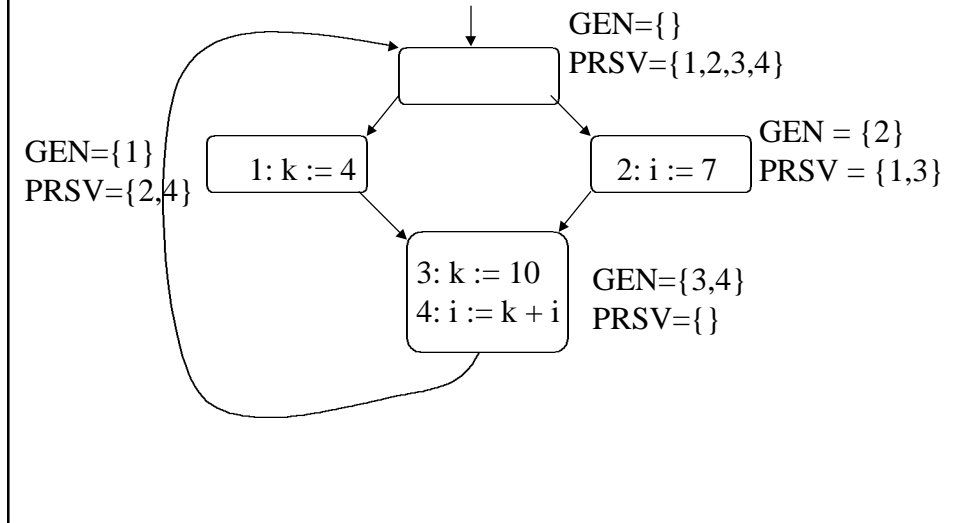 GEN={}
PRSV={1,2,3,4}
GEN={1}
PRSV={2,4}
1: k := 4
2: i := 7
GEN = {2}
PRSV = {1,3}
3: k := 10
4: i := k + i
GEN={3,4}
PRSV={}